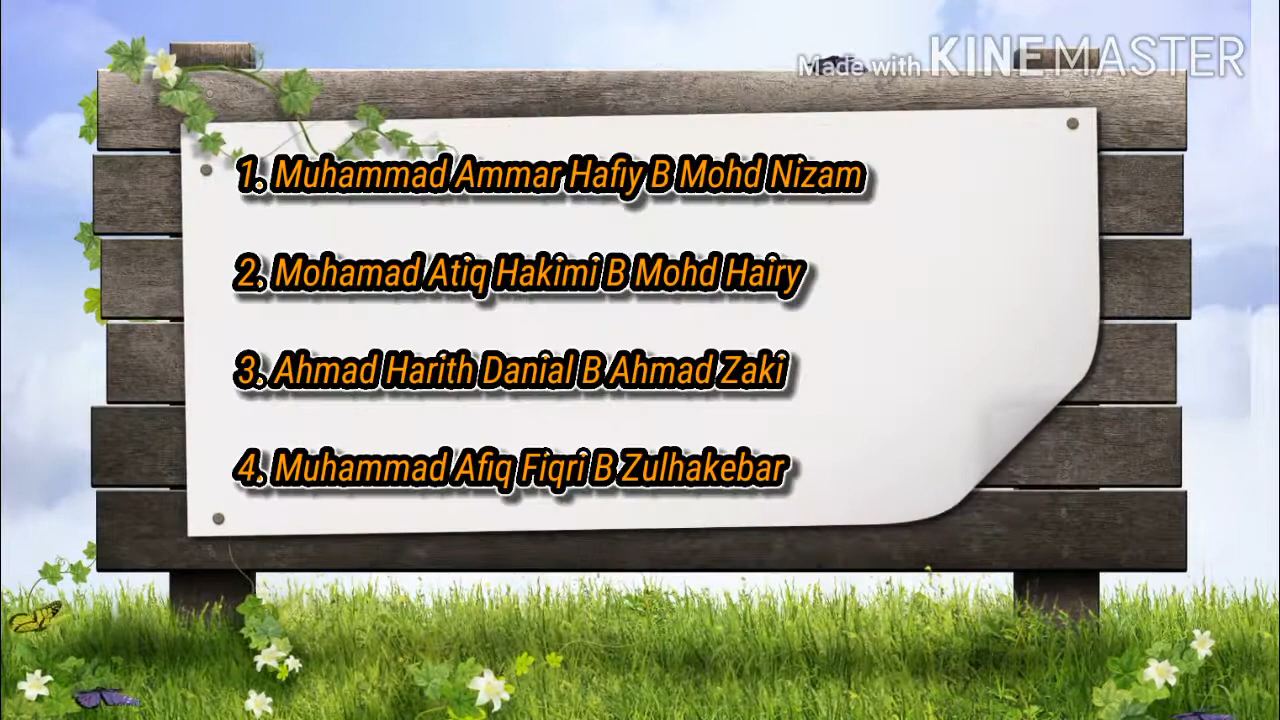 Made with KINEMASTER
1. Muhammad Ammar Hafiy B Mohd Nizam
2. Mohamad Atiq Hakimi B Mohd Hairy
3. Ahmad Harith Danial B Ahmad Zaki
4. Muhammad Afiq Fiqri B Zulhakebar